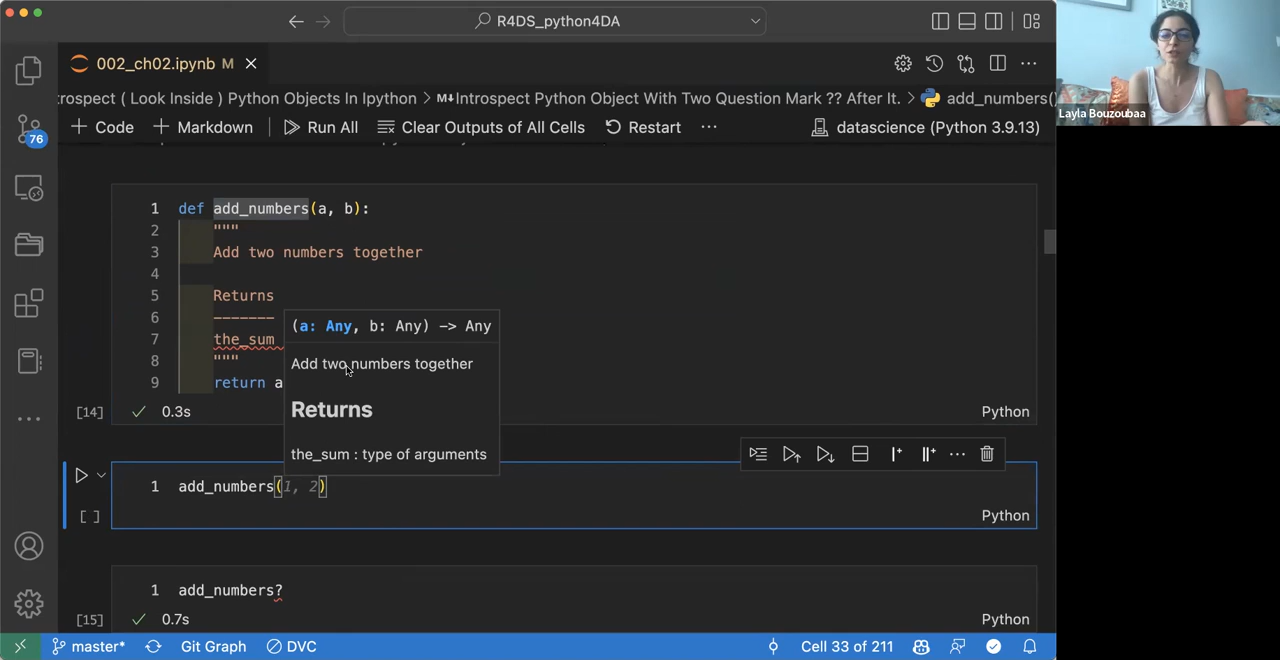 R4DS_python4DA
002_ch02.ipynb M
trospect ( Look Inside ) Python Objects In Ipython > M↓Introspect Python Object With Two Question Mark ?? After It. > add_numbers()
+ Code + Markdown Run All Clear Outputs of All Cells Restart ··· datascience (Python 3.9.13)
76
1 def add_numbers(a, b):
2 """
3 Add two numbers together
4
5 Returns
6 -------
7 the_sum
8 """
9 return a
[14] 0.3s Python
(a: Any, b: Any) -> Any
Add two numbers together
Returns
the_sum : type of arguments
1 add_numbers(1, 2)
[ ] Python
1 add_numbers?
[15] 0.7s Python
master* Git Graph DVC Cell 33 of 211
Layla Bouzoubaa